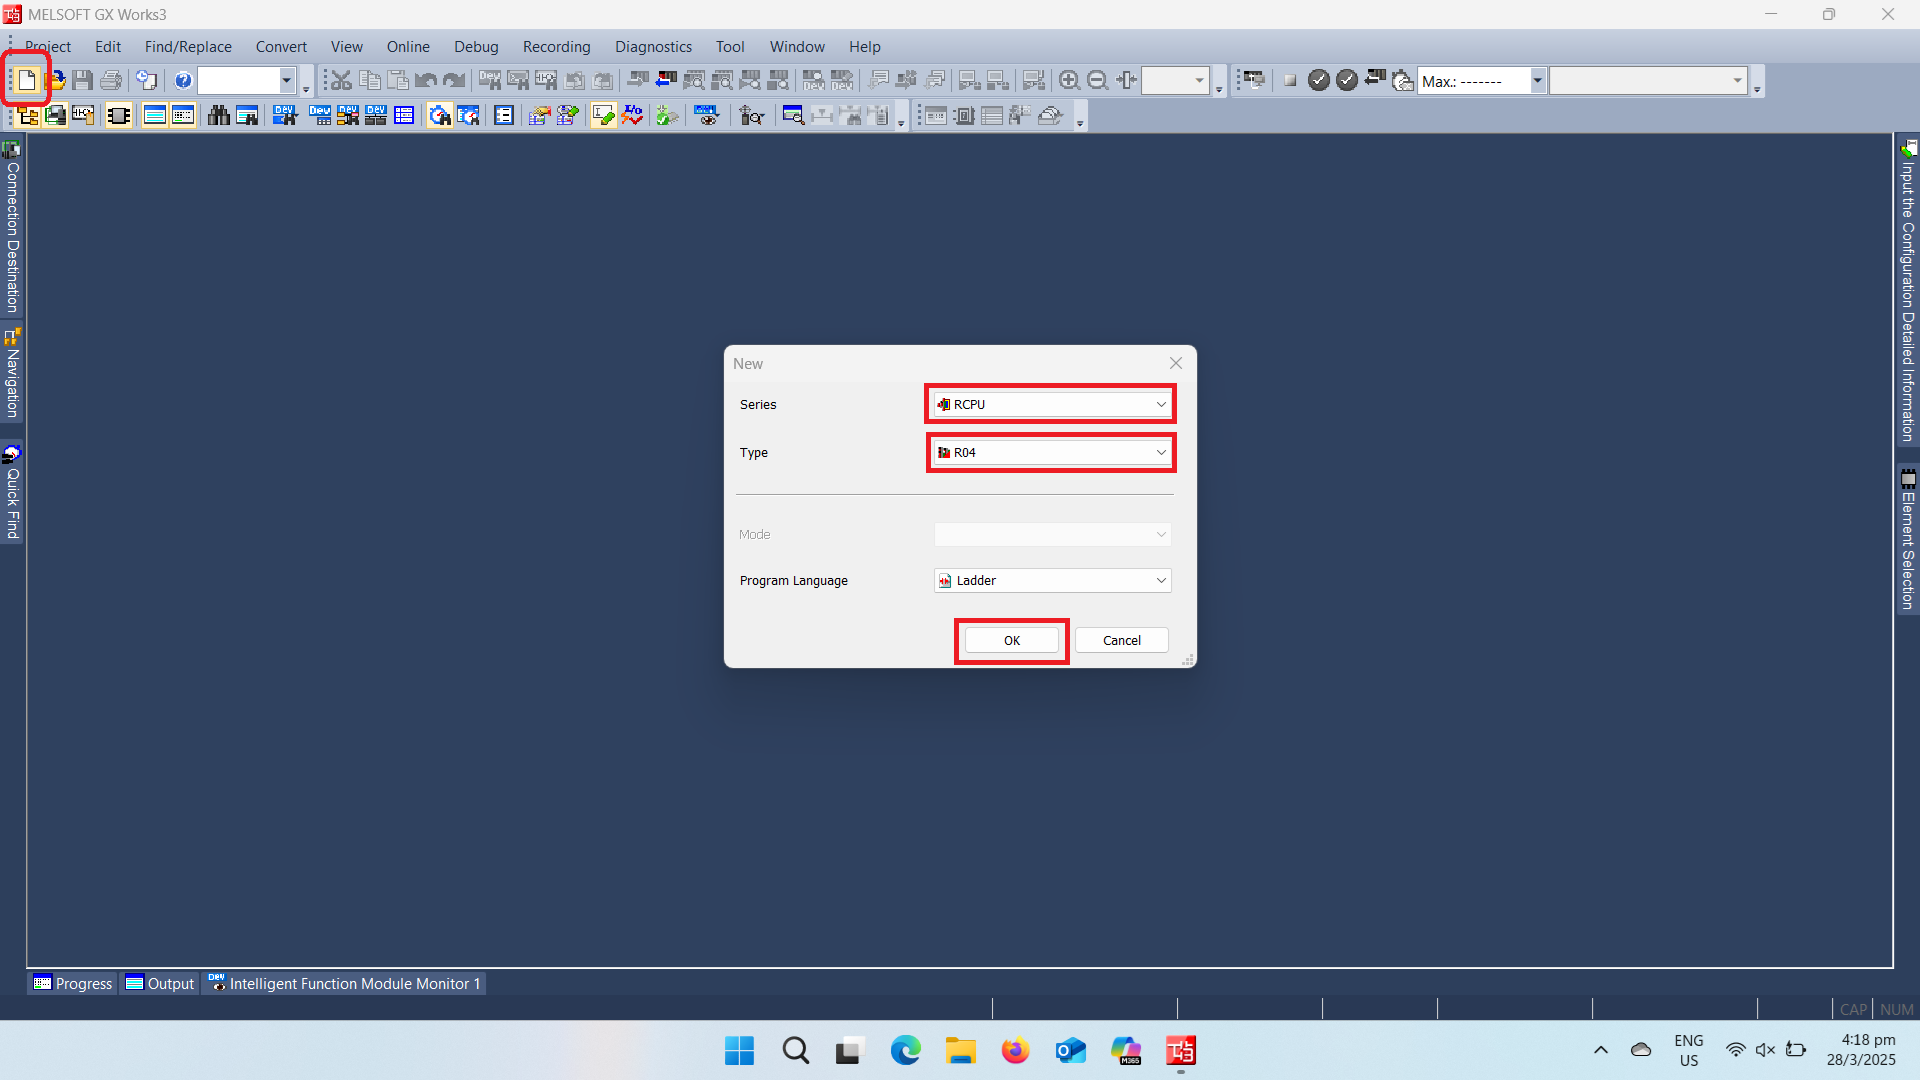 MELSOFT GX Works3
Project Edit Find/Replace Convert View Online Debug Recording Diagnostics Tool Window Help
Max.: -------
Connection Destination
Navigation
Quick Find
Input the Configuration Detailed Information
Element Selection
New
Series RCPU
Type R04
Mode
Program Language Ladder
OK Cancel
Progress Output Intelligent Function Module Monitor 1
CAP NUM
ENG
US
4:18 pm
28/3/2025